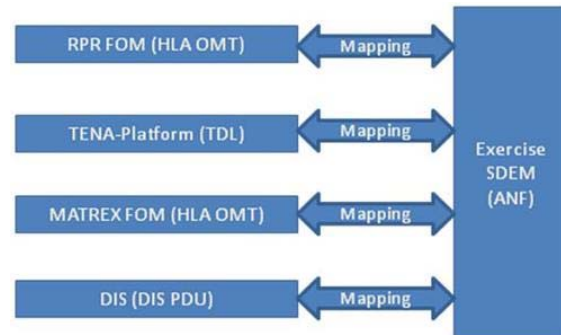 RPR FOM (HLA OMT)
Mapping
TENA-Platform (TDL)
Mapping
MATREX FOM (HLA OMT)
Mapping
DIS (DIS PDU)
Mapping
Exercise
SDEM
(ANF)